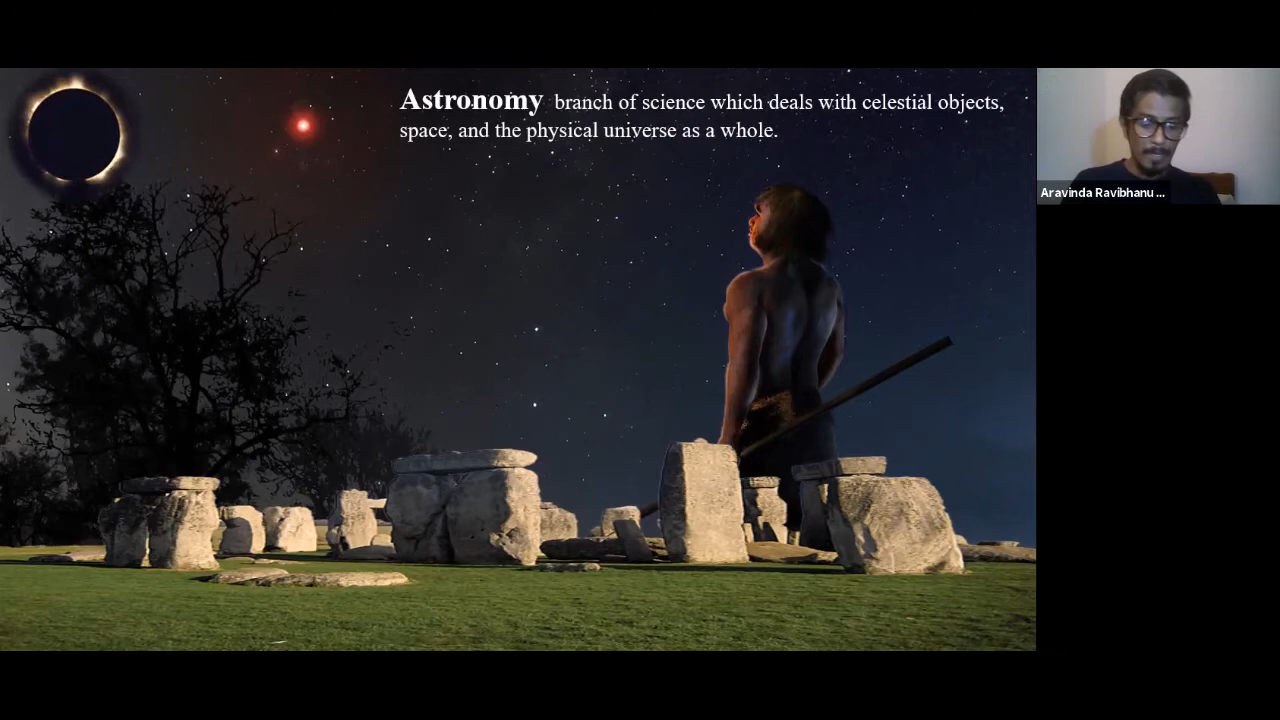 Astronomy branch of science which deals with celestial objects,
space, and the physical universe as a whole.
Aravinda Ravibhanu ...